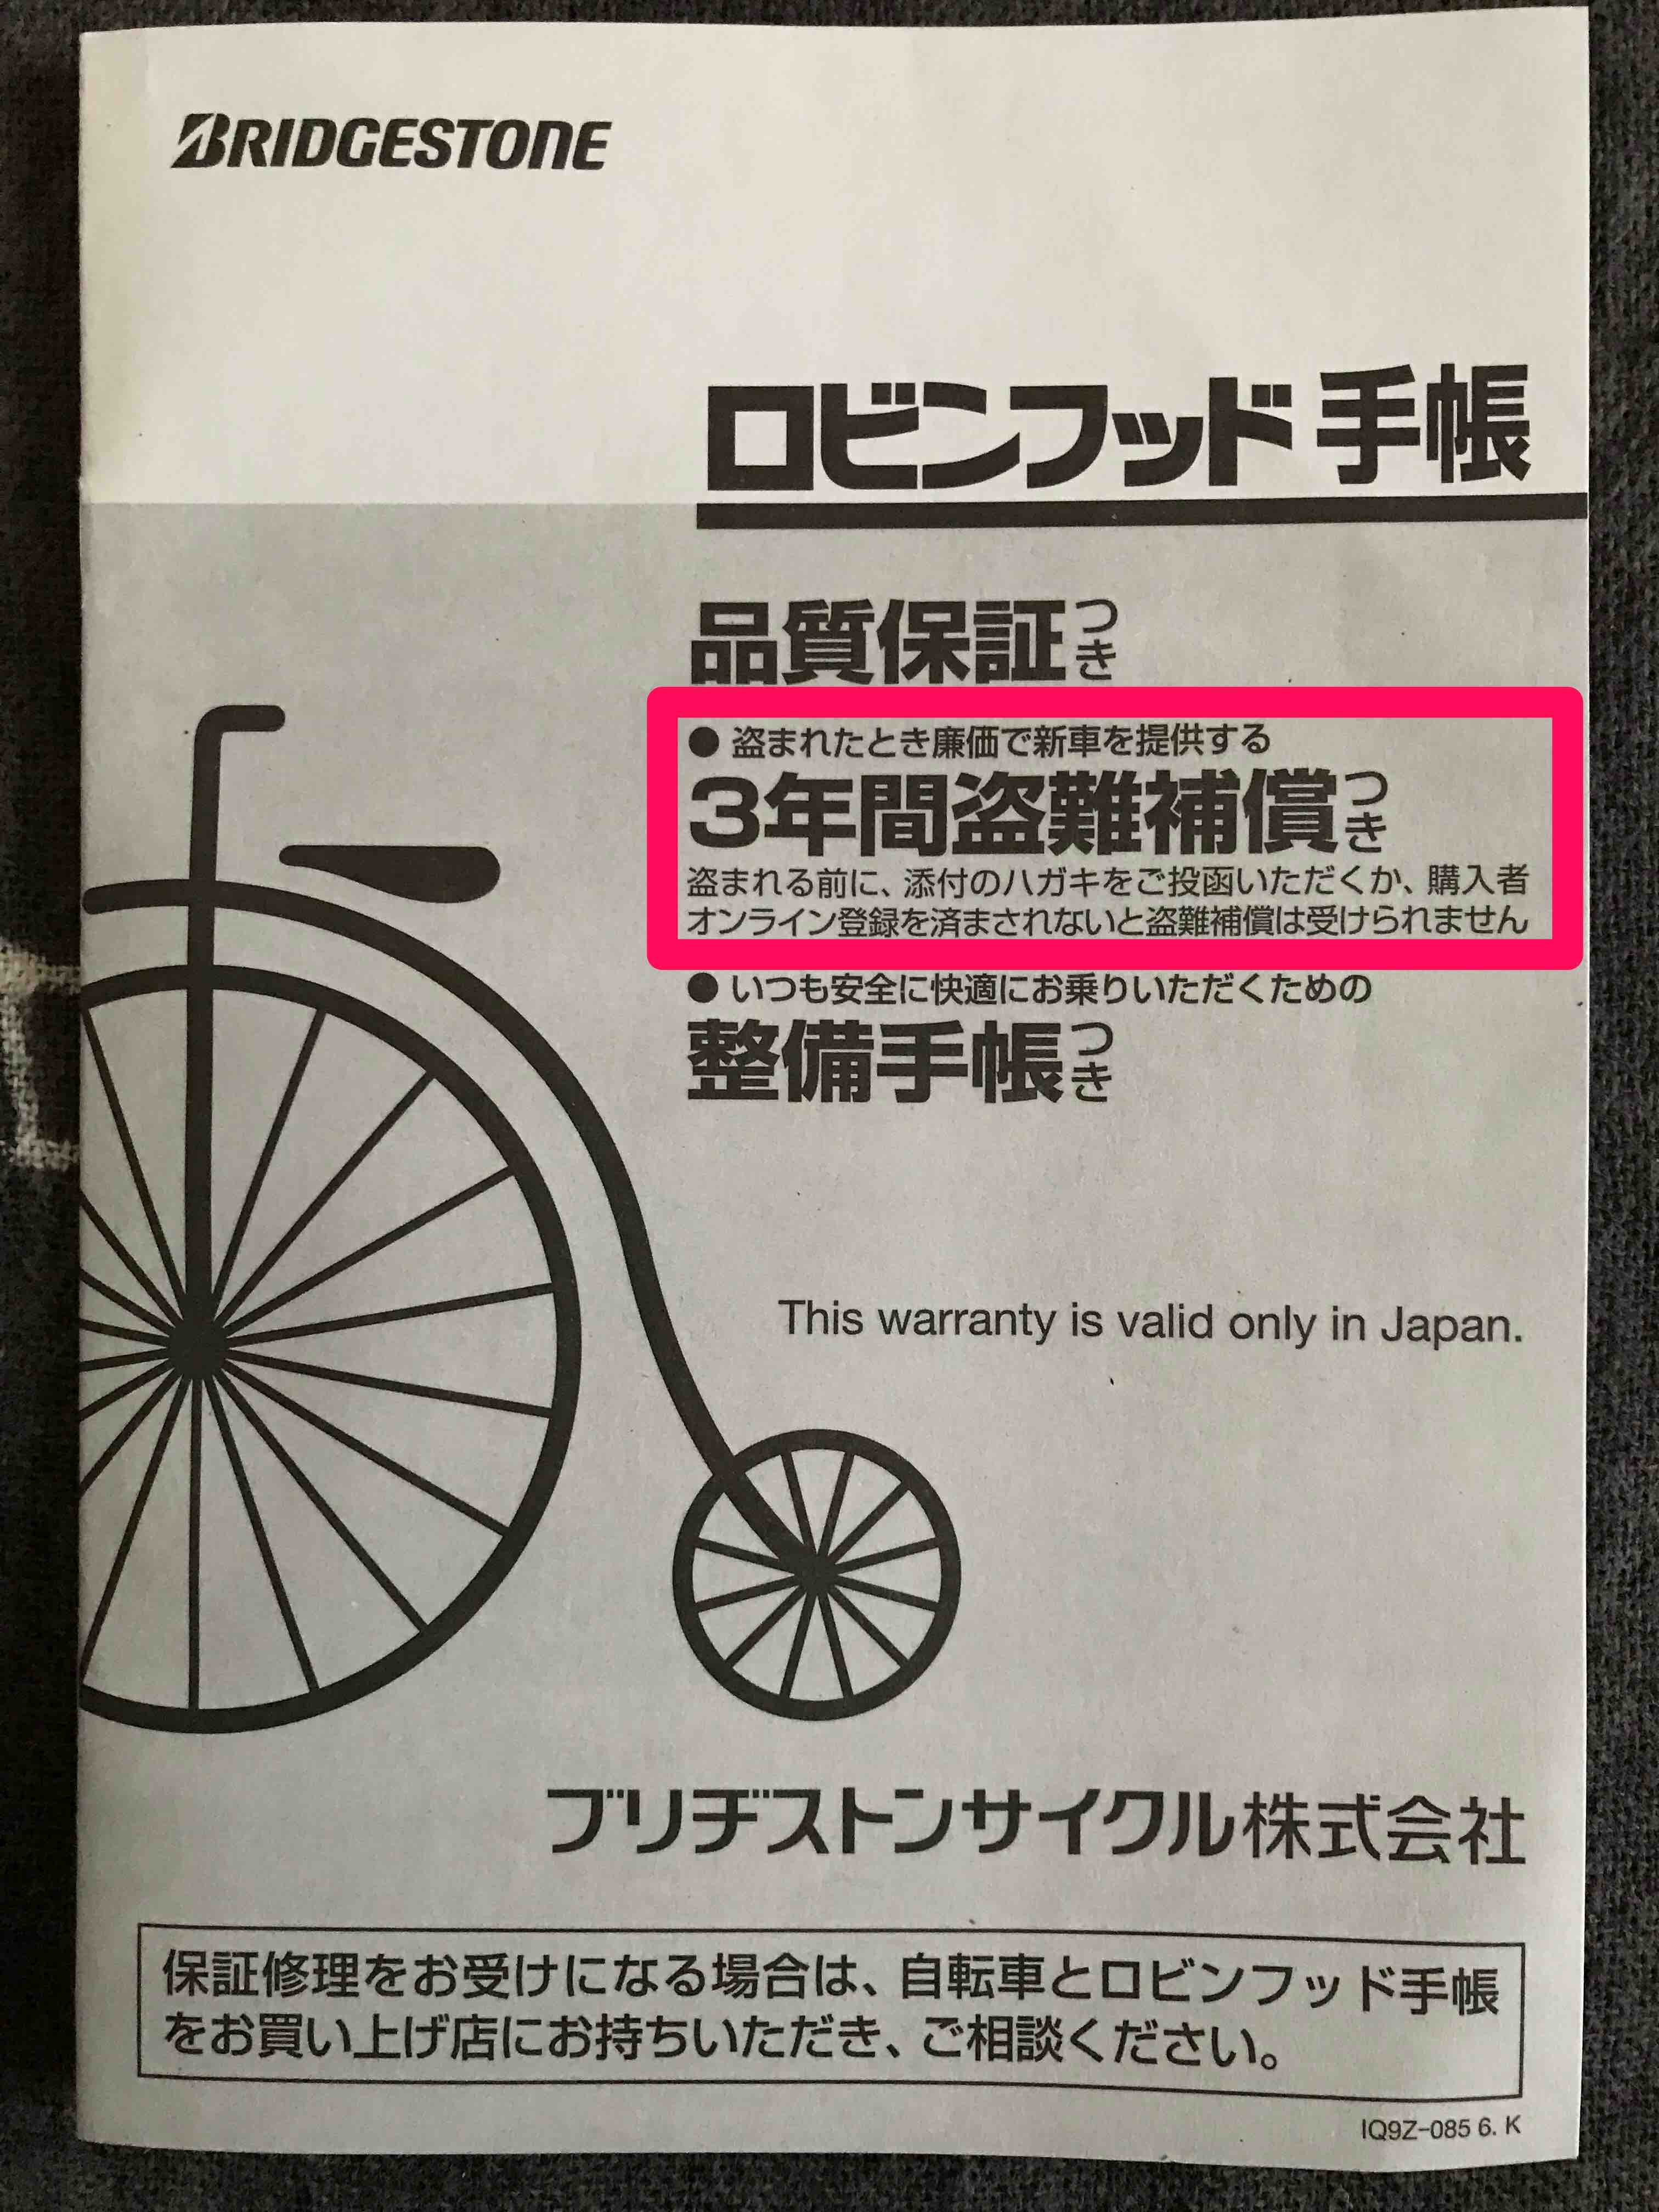 BRIDGESTONE
ロビンフッド手帳
品質保証つき
●盗まれたとき廉価で新車を提供する
3年間盗難補償つき
盗まれる前に、添付のハガキをご投函いただくか、購入者
オンライン登録を済まされないと盗難補償は受けられません
●いつも安全に快適にお乗りいただくための
整備手帳つき
This warranty is valid only in Japan.
ブリヂストンサイクル株式会社
保証修理をお受けになる場合は、自転車とロビンフッド手帳
をお買い上げ店にお持ちいただき、ご相談ください。
IQ9Z-085 6. K